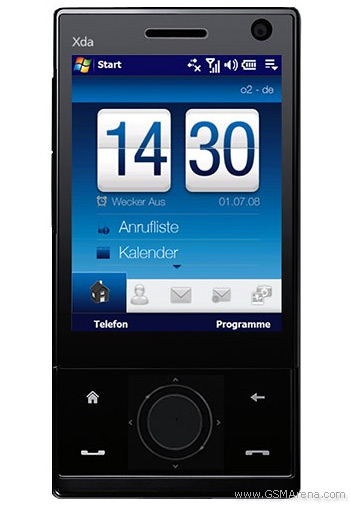 Xda
Start
o2 - de
14 30
Wecker Aus 01.07.08
Anrufliste
Kalender
Telefon Programme
www.GSMArena.com